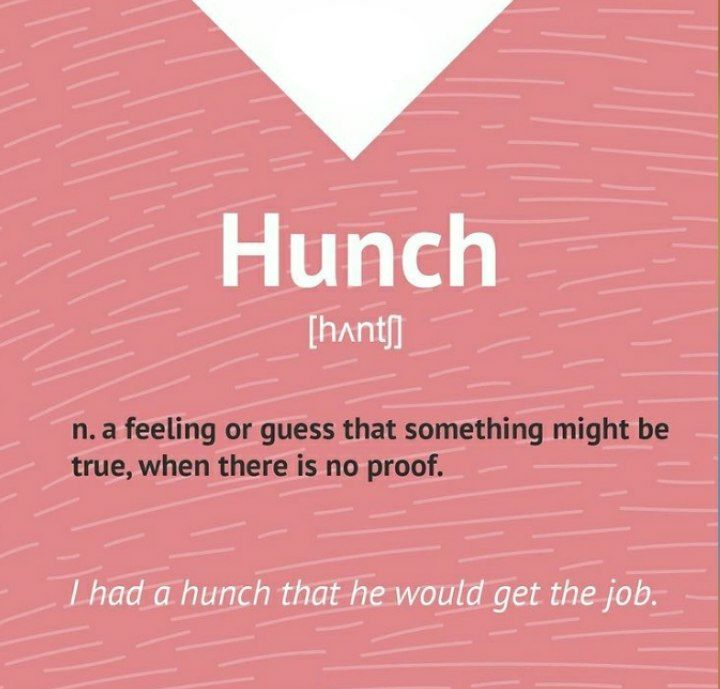 Hunch
[hʌntʃ]
n. a feeling or guess that something might be
true, when there is no proof.
I had a hunch that he would get the job.